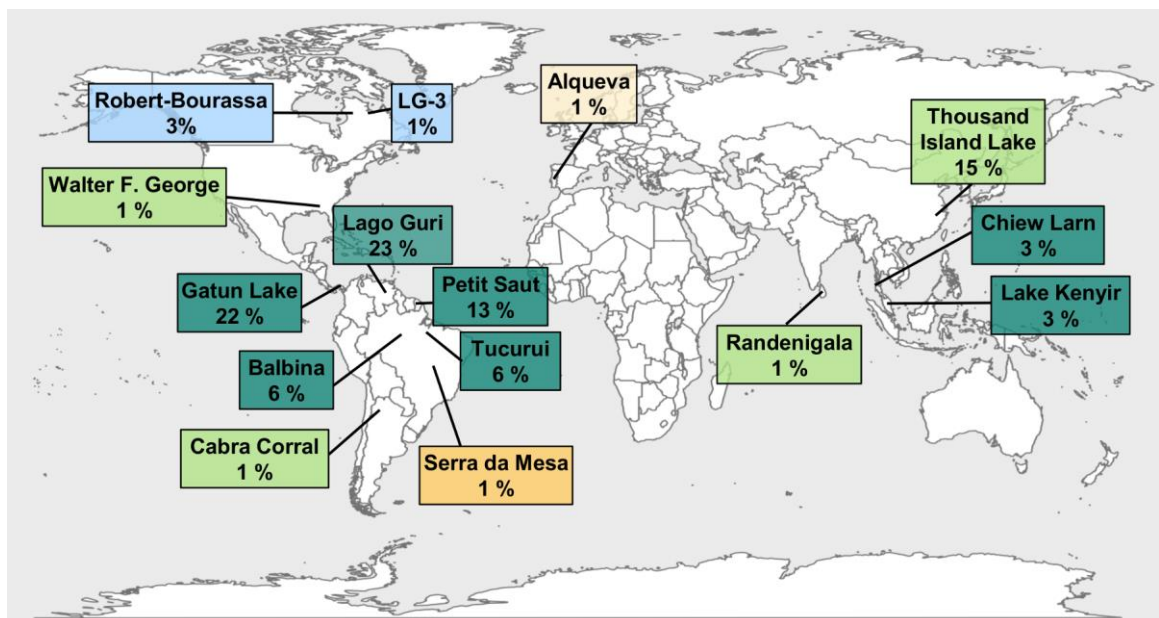 Robert-Bourassa
3%
LG-3
1%
Alqueva
1 %
Thousand
Island Lake
15 %
Walter F. George
1 %
Lago Guri
23 %
Chiew Larn
3 %
Gatun Lake
22 %
Petit Saut
13 %
Lake Kenyir
3 %
Balbina
6 %
Tucurui
6 %
Randenigala
1 %
Cabra Corral
1 %
Serra da Mesa
1 %